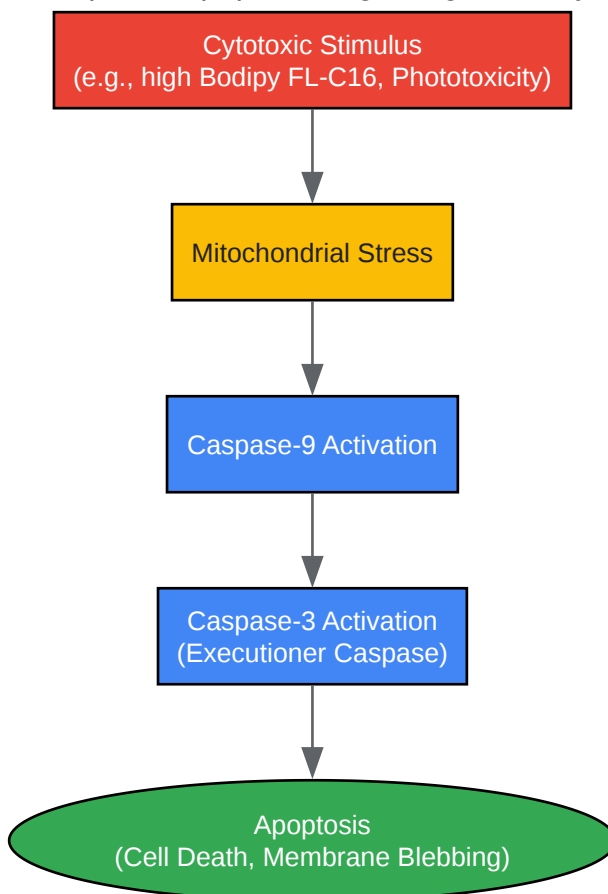 Cytotoxic Stimulus
(e.g., high Bodipy FL-C16, Phototoxicity)
Mitochondrial Stress
Caspase-9 Activation
Caspase-3 Activation
(Executioner Caspase)
Apoptosis
(Cell Death, Membrane Blebbing)